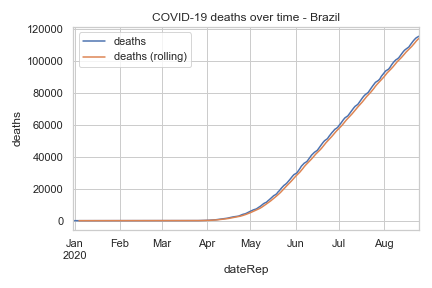 COVID-19 deaths over time - Brazil
deaths
deaths (rolling)
120000
100000
80000
60000
40000
20000
0
deaths
Jan Feb Mar Apr May Jun Jul Aug
2020
dateRep